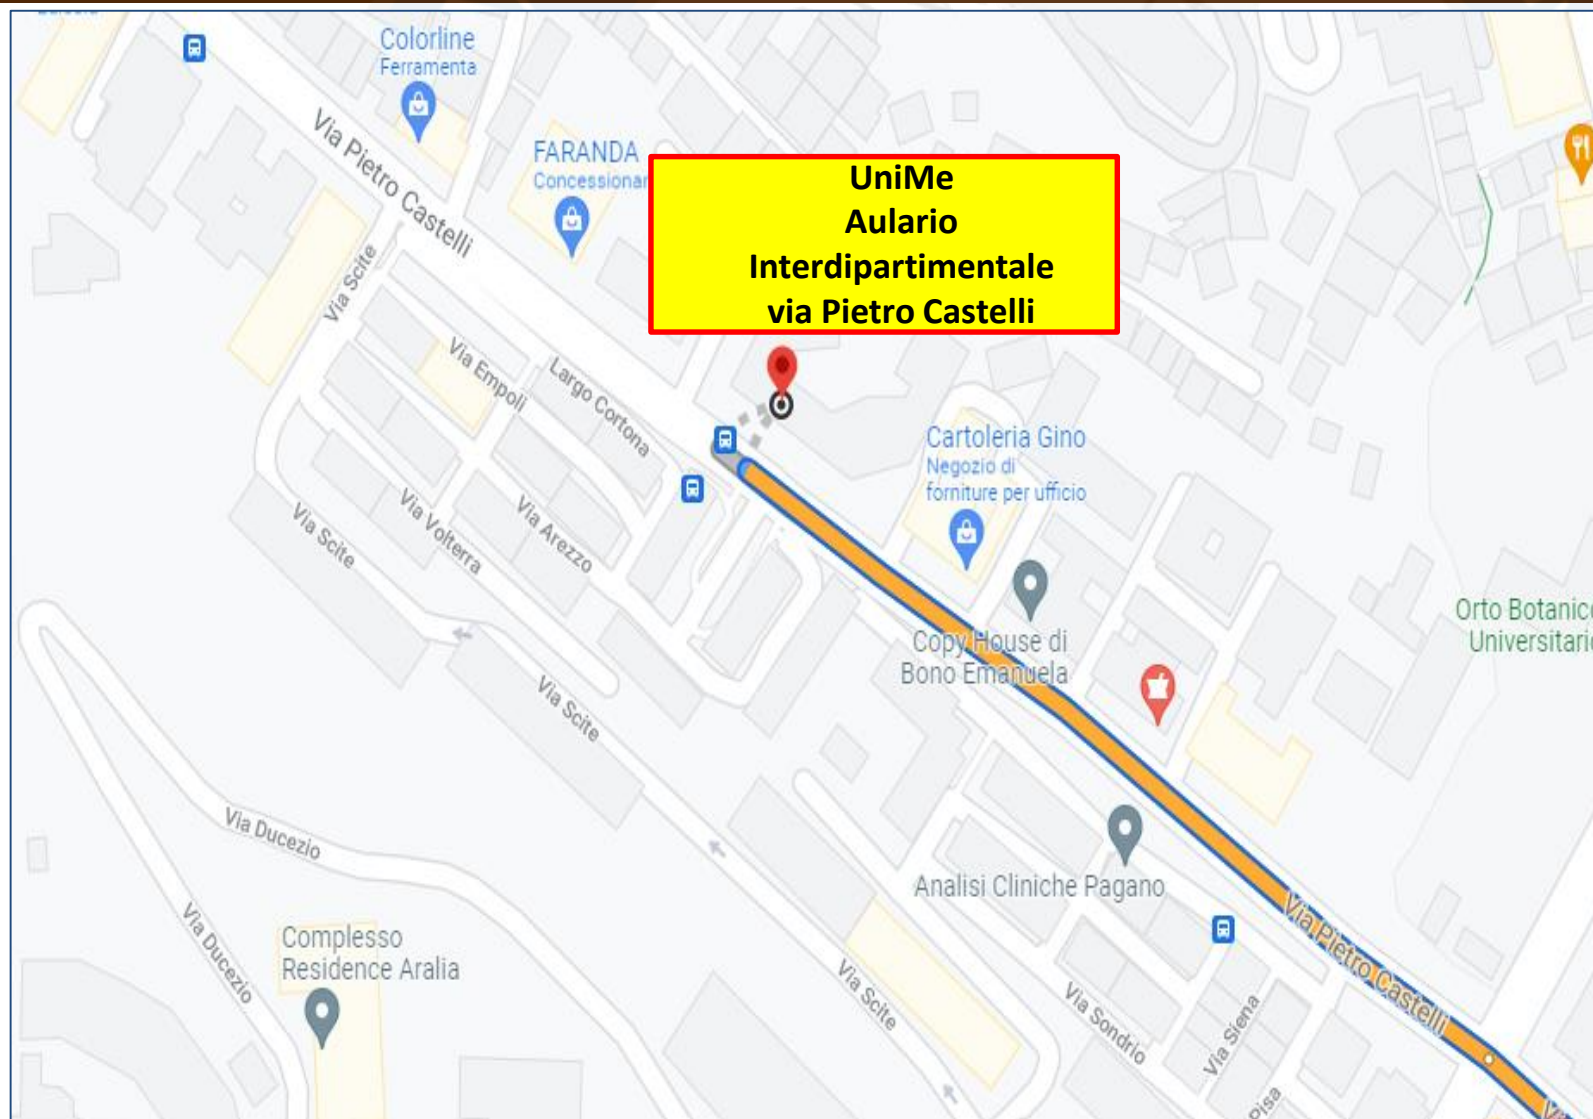 Colorline
Ferramenta
Via Pietro Castelli
FARANDA
Concessionar
UniMe
Aulario
Interdipartimentale
via Pietro Castelli
Via Scite
Via Empoli
Largo Cortona
Cartoleria Gino
Negozio di
forniture per ufficio
Via Volterra
Via Arezzo
Via Scite
Orto Botanico
Universitario
Copy House di
Bono Emanuela
Via Scite
Via Ducezio
Analisi Cliniche Pagano
Via Ducezio
Complesso
Residence Aralia
Via Pietro Castelli
Via Scite
Via Sondrio
Via Siena
Pisa